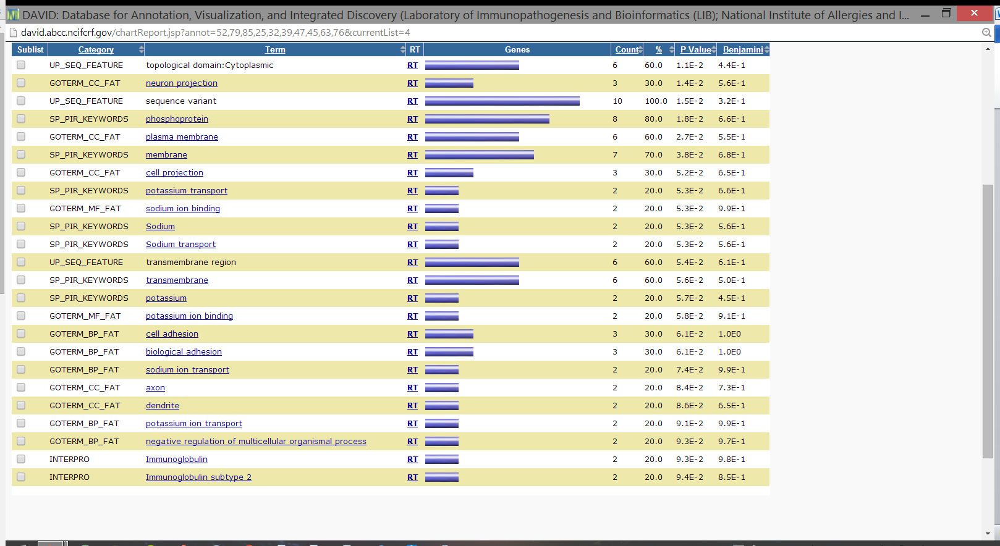 DAVID: Database for Annotation, Visualization, and Integrated Discovery (Laboratory of Immunopathogenesis and Bioinformatics (LIB); National Institute of Allergies and I...
david.abcc.ncifcrf.gov/chartReport.jsp?annot=52,79,85,25,32,39,47,45,63,76&currentList=4
Sublist Category Term RT Genes Count % P-Value Benjamini
UP_SEQ_FEATURE topological domain:Cytoplasmic RT 6 60.0 1.1E-2 4.4E-1
GOTERM_CC_FAT neuron projection RT 3 30.0 1.4E-2 5.6E-1
UP_SEQ_FEATURE sequence variant RT 10 100.0 1.5E-2 3.2E-1
SP_PIR_KEYWORDS phosphoprotein RT 8 80.0 1.8E-2 6.6E-1
GOTERM_CC_FAT plasma membrane RT 6 60.0 2.7E-2 5.5E-1
SP_PIR_KEYWORDS membrane RT 7 70.0 3.8E-2 6.8E-1
GOTERM_CC_FAT cell projection RT 3 30.0 5.2E-2 6.5E-1
SP_PIR_KEYWORDS potassium transport RT 2 20.0 5.3E-2 6.6E-1
GOTERM_MF_FAT sodium ion binding RT 2 20.0 5.3E-2 9.9E-1
SP_PIR_KEYWORDS Sodium RT 2 20.0 5.3E-2 5.6E-1
SP_PIR_KEYWORDS Sodium transport RT 2 20.0 5.3E-2 5.6E-1
UP_SEQ_FEATURE transmembrane region RT 6 60.0 5.4E-2 6.1E-1
SP_PIR_KEYWORDS transmembrane RT 6 60.0 5.6E-2 5.0E-1
SP_PIR_KEYWORDS potassium RT 2 20.0 5.7E-2 4.5E-1
GOTERM_MF_FAT potassium ion binding RT 2 20.0 5.8E-2 9.1E-1
GOTERM_BP_FAT cell adhesion RT 3 30.0 6.1E-2 1.0E0
GOTERM_BP_FAT biological adhesion RT 3 30.0 6.1E-2 1.0E0
GOTERM_BP_FAT sodium ion transport RT 2 20.0 7.4E-2 9.9E-1
GOTERM_CC_FAT axon RT 2 20.0 8.4E-2 7.3E-1
GOTERM_CC_FAT dendrite RT 2 20.0 8.6E-2 6.5E-1
GOTERM_BP_FAT potassium ion transport RT 2 20.0 9.1E-2 9.9E-1
GOTERM_BP_FAT negative regulation of multicellular organismal process RT 2 20.0 9.3E-2 9.7E-1
INTERPRO Immunoglobulin RT 2 20.0 9.3E-2 9.8E-1
INTERPRO Immunoglobulin subtype 2 RT 2 20.0 9.4E-2 8.5E-1